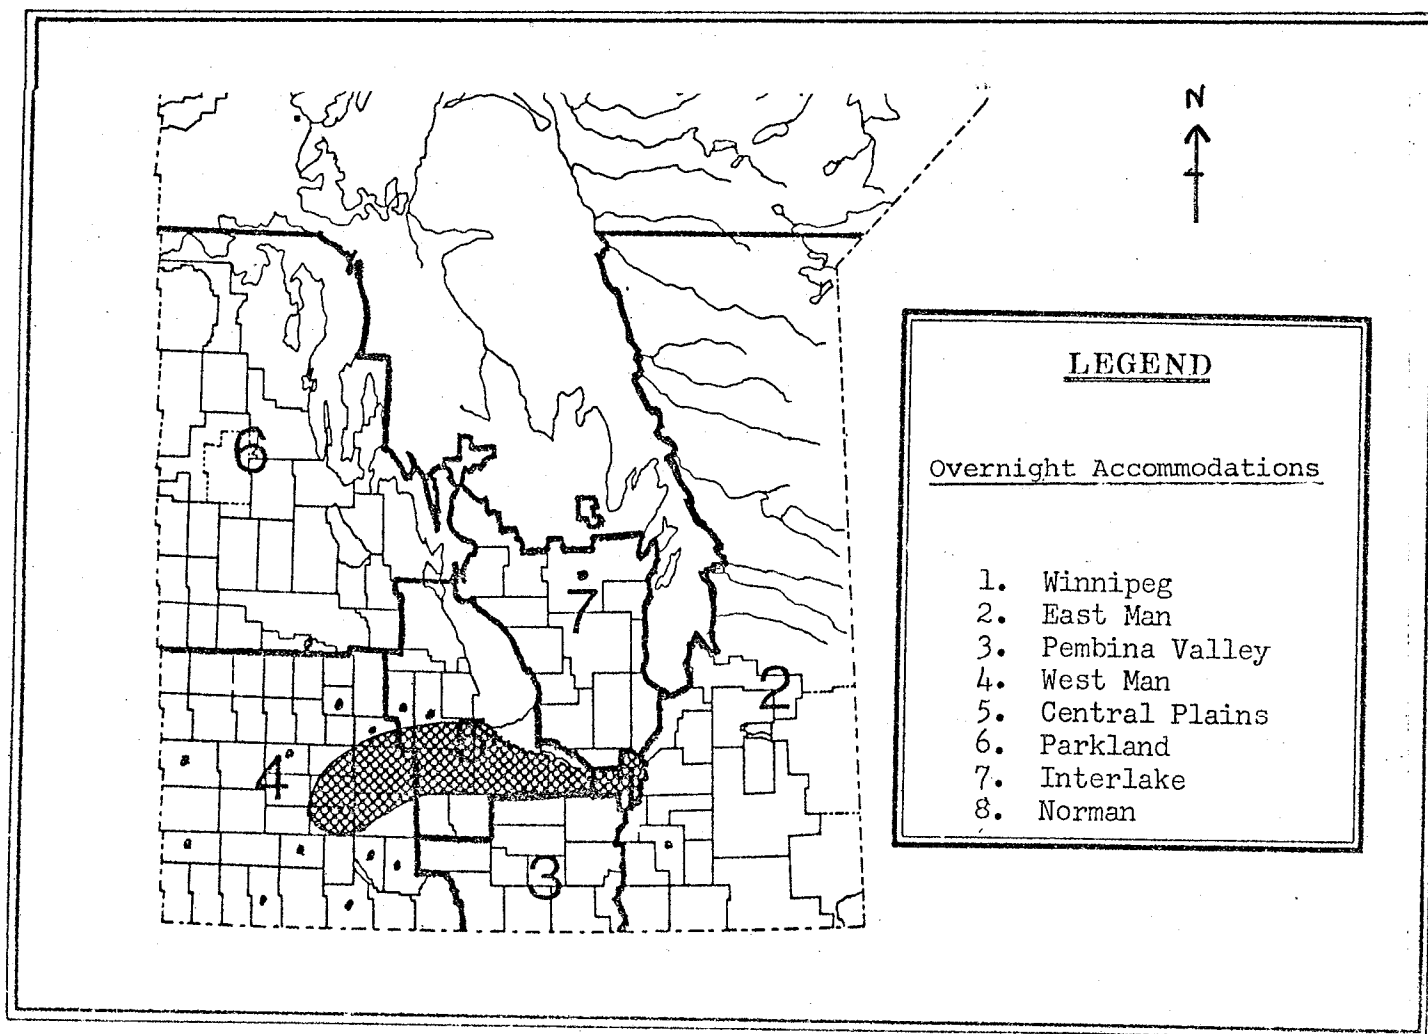 N
6
7
2
5
4
3
LEGEND
Overnight Accommodations
1. Winnipeg
2. East Man
3. Pembina Valley
4. West Man
5. Central Plains
6. Parkland
7. Interlake
8. Norman